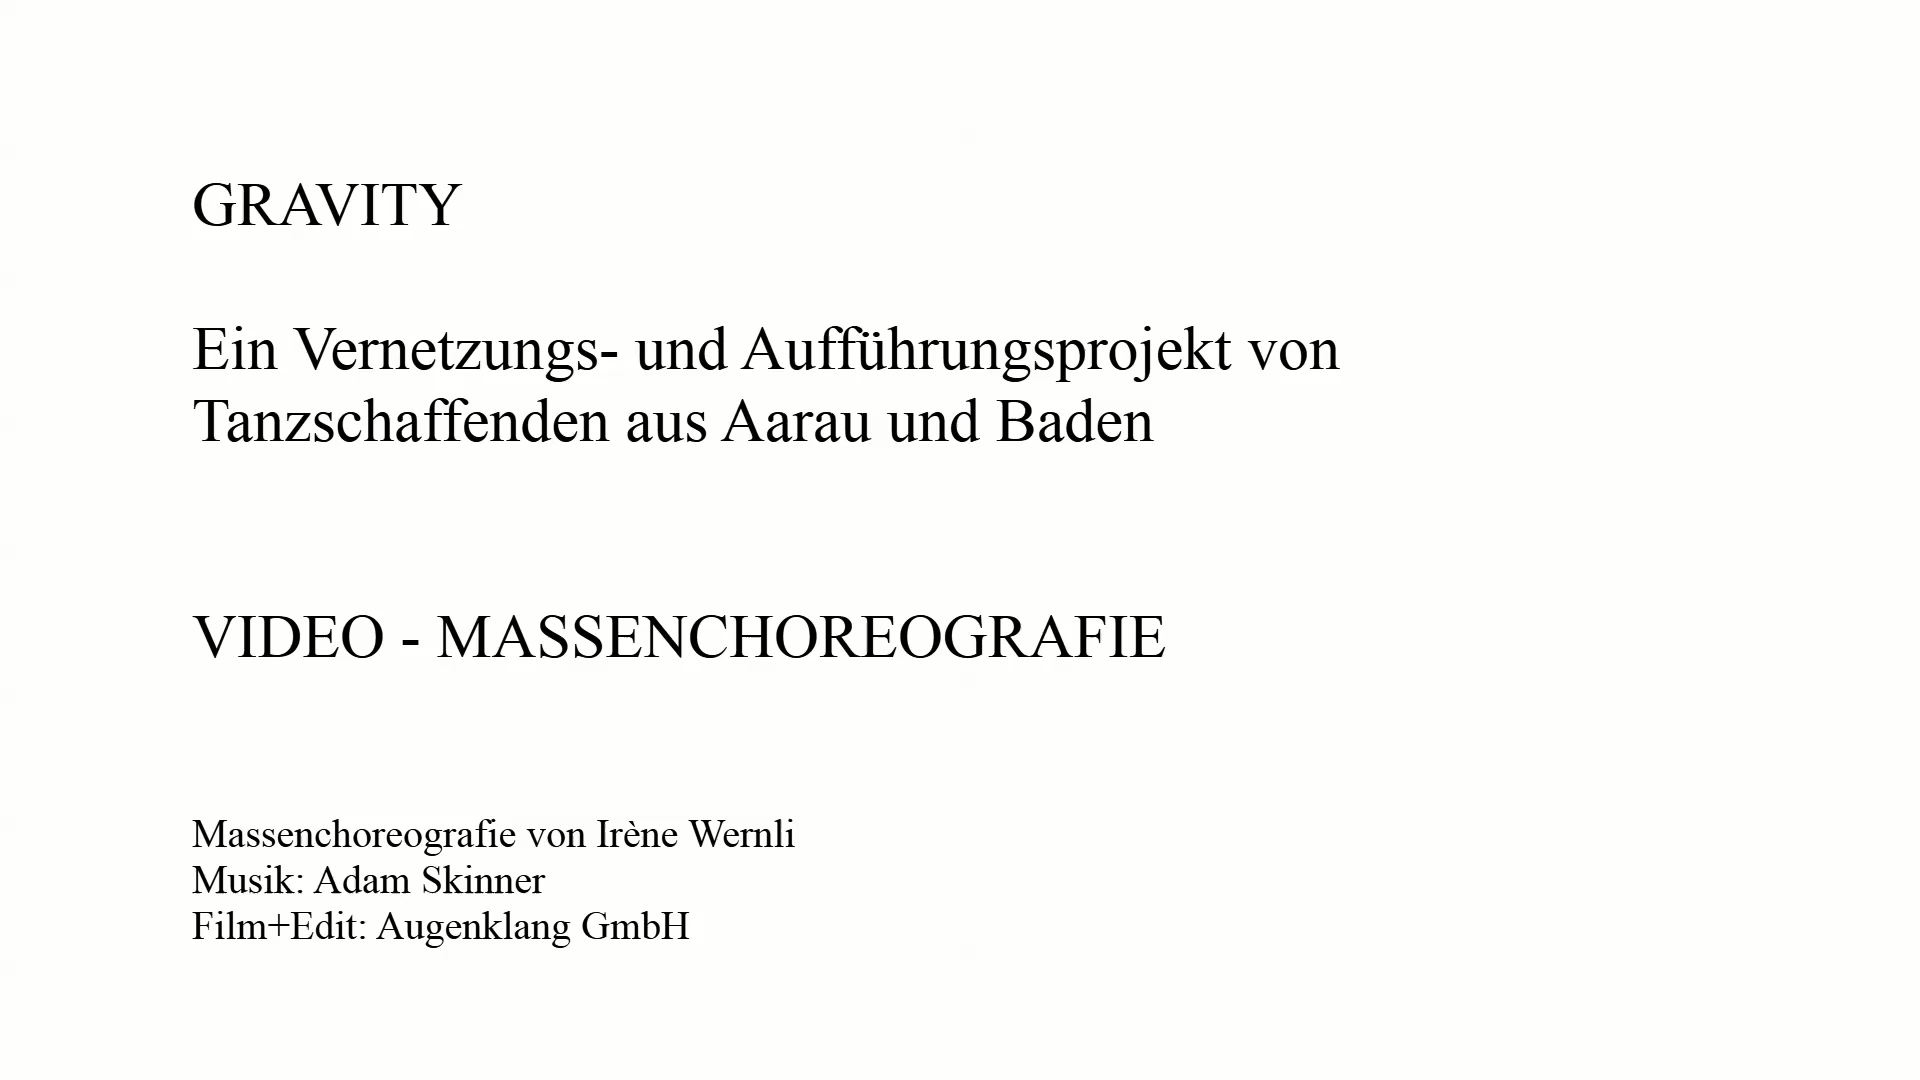 GRAVITY
Ein Vernetzungs- und Aufführungsprojekt von
Tanzschaffenden aus Aarau und Baden
VIDEO - MASSENCHOREOGRAFIE
Massenchoreografie von Irène Wernli
Musik: Adam Skinner
Film+Edit: Augenklang GmbH